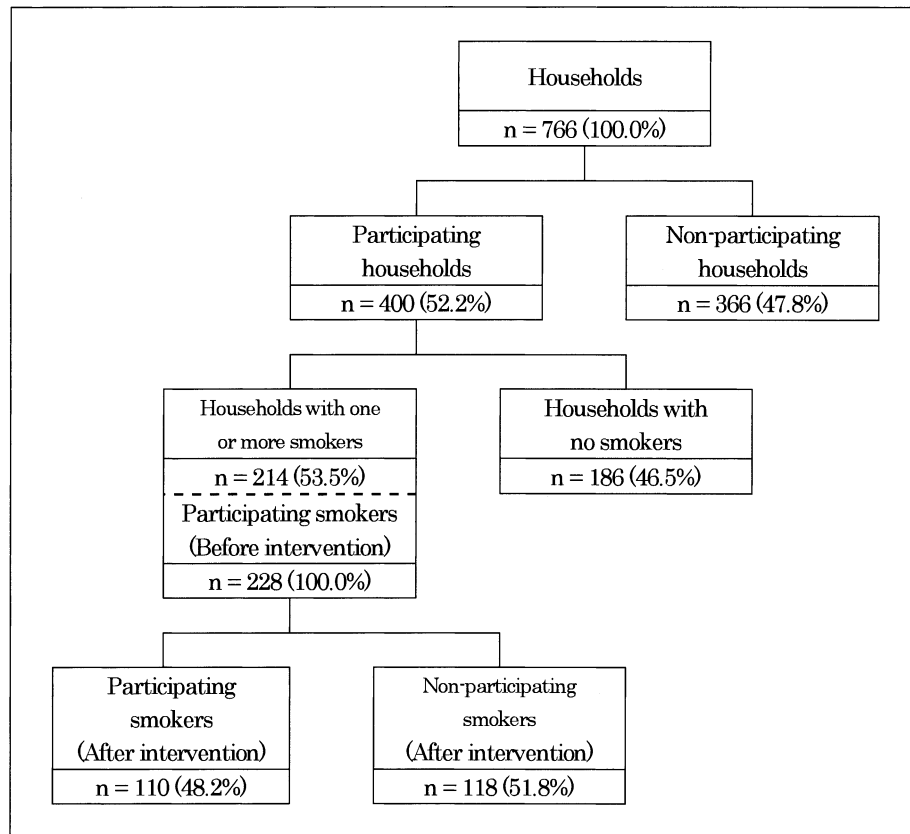 Households
n = 766 (100.0%)
Participating
households
n = 400 (52.2%)
Non-participating
households
n = 366 (47.8%)
Households with one
or more smokers
n = 214 (53.5%)
Participating smokers
(Before intervention)
n = 228 (100.0%)
Households with
no smokers
n = 186 (46.5%)
Participating
smokers
(After intervention)
n = 110 (48.2%)
Non-participating
smokers
(After intervention)
n = 118 (51.8%)